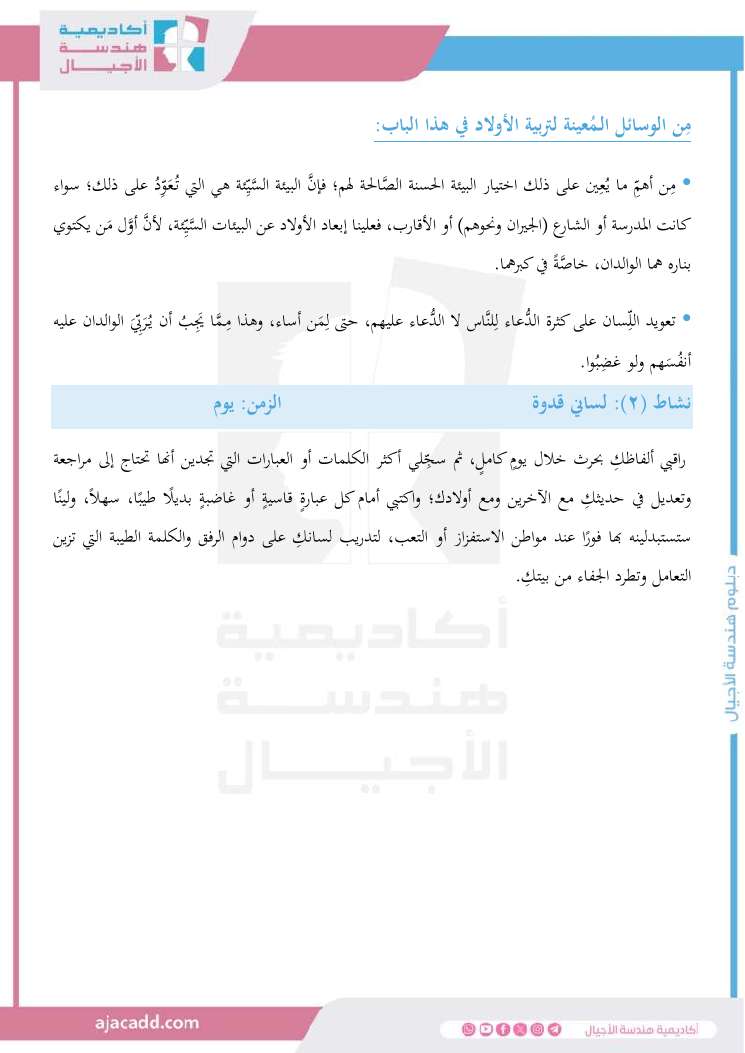 أكاديمية
هندسة
الأجيال
مِن الوسائل المُعينة لتربية الأولاد في هذا الباب:
• مِن أهمِّ ما يُعِين على ذلك اختيار البيئة الحسنة الصَّالحة لهم؛ فإنَّ البيئة السَّيِّئة هي التي تُعَوِّدُ على ذلك؛ سواء
كانت المدرسة أو الشارع (الجيران ونحوهم) أو الأقارب، فعلينا إبعاد الأولاد عن البيئات السَّيِّئة، لأنَّ أوَّل مَن يكتوي
بناره هما الوالدان، خاصَّةً في كبرهما.
• تعويد اللِّسان على كثرة الدُّعاء لِلنَّاس لا الدُّعاء عليهم، حتى لِمَن أساء، وهذا مِمَّا يَجِبُ أن يُرَبِّيَ الوالدان عليه
أنفُسَهم ولو غضِبُوا.
نشاط (٢): لساني قدوة الزمن: يوم
راقبي ألفاظكِ بحرث خلال يومٍ كاملٍ، ثم سجِّلي أكثر الكلمات أو العبارات التي تجدين أنها تحتاج إلى مراجعة
وتعديل في حديثكِ مع الآخرين ومع أولادك؛ واكتبي أمام كل عبارةٍ قاسيةٍ أو غاضبةٍ بديلًا طيبًا، سهلاً، ولينًا
ستستبدلينه بها فورًا عند مواطن الاستفزاز أو التعب، لتدريب لسانكِ على دوام الرفق والكلمة الطيبة التي تزين
التعامل وتطرد الجفاء من بيتكِ.
أكاديمية
هندسة
الأجيال
دبلوم هندسة الأجيال
أكاديمية هندسة الأجيال
ajacadd.com